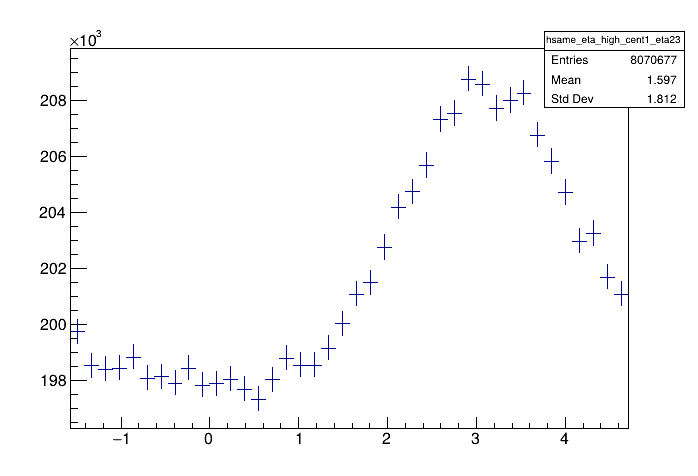 ×10³
hsame_eta_high_cent1_eta23
Entries 8070677
Mean 1.597
Std Dev 1.812
208
206
204
202
200
198
−1 0 1 2 3 4